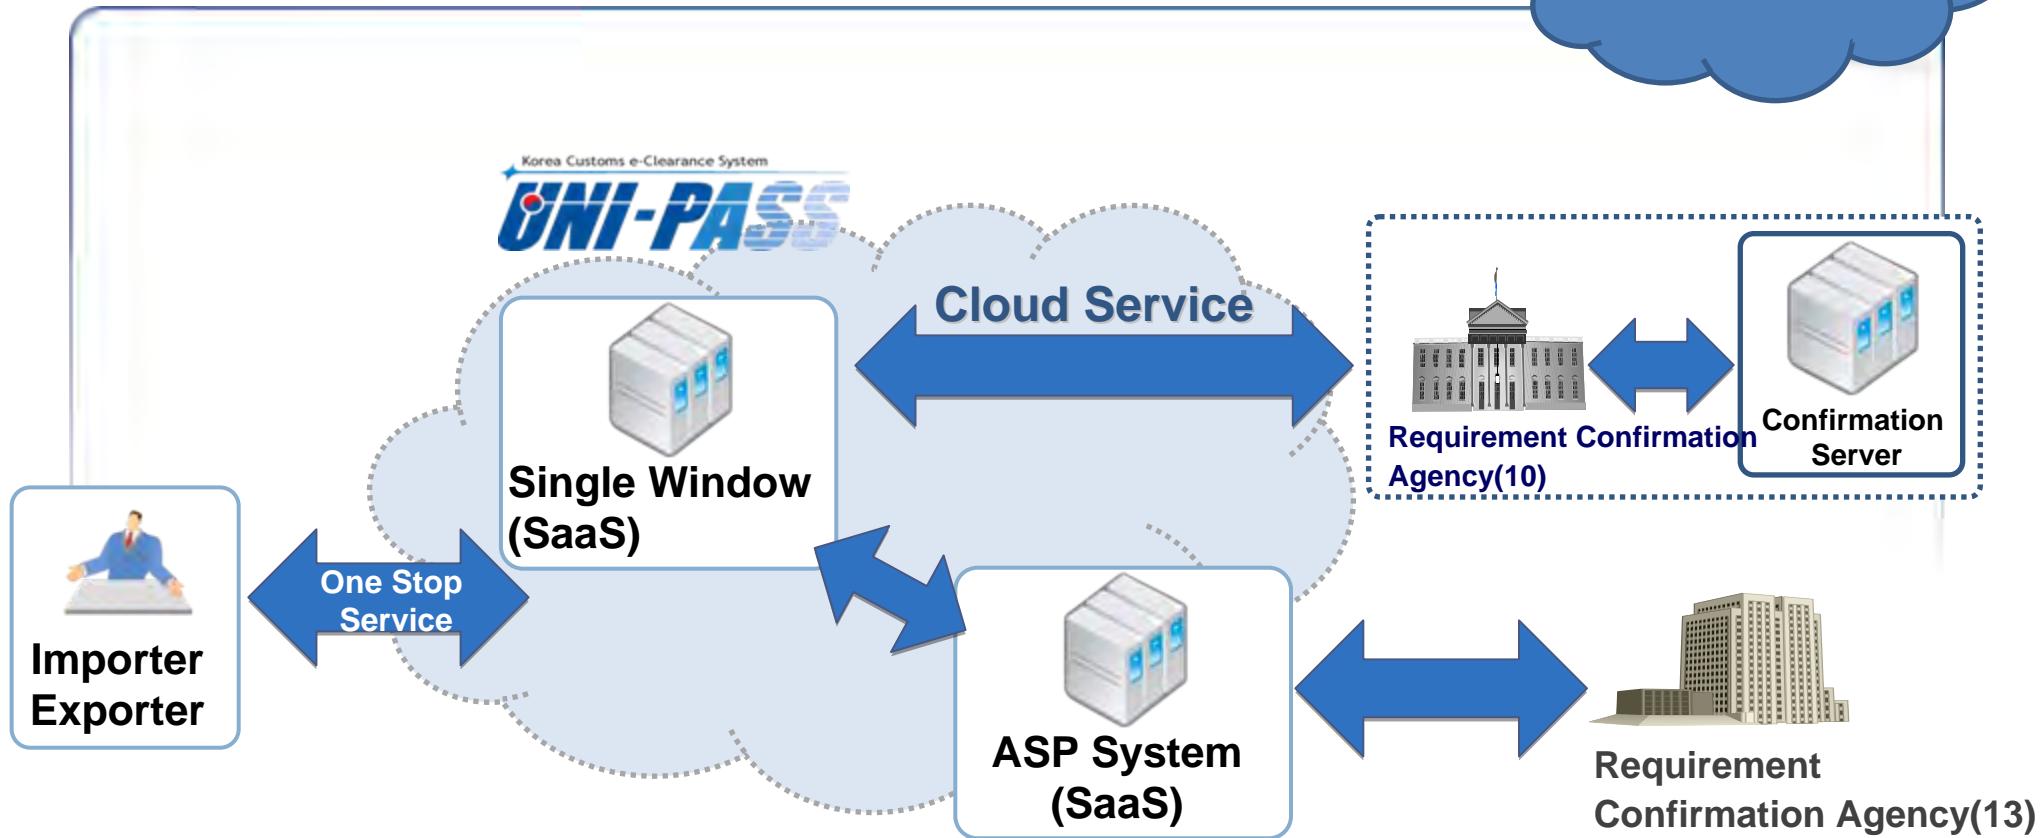 Korea Customs e-Clearance System
UNI-PASS
Cloud Service
Single Window
(SaaS)
Requirement Confirmation
Agency(10)
Confirmation
Server
One Stop
Service
Importer
Exporter
ASP System
(SaaS)
Requirement
Confirmation Agency(13)